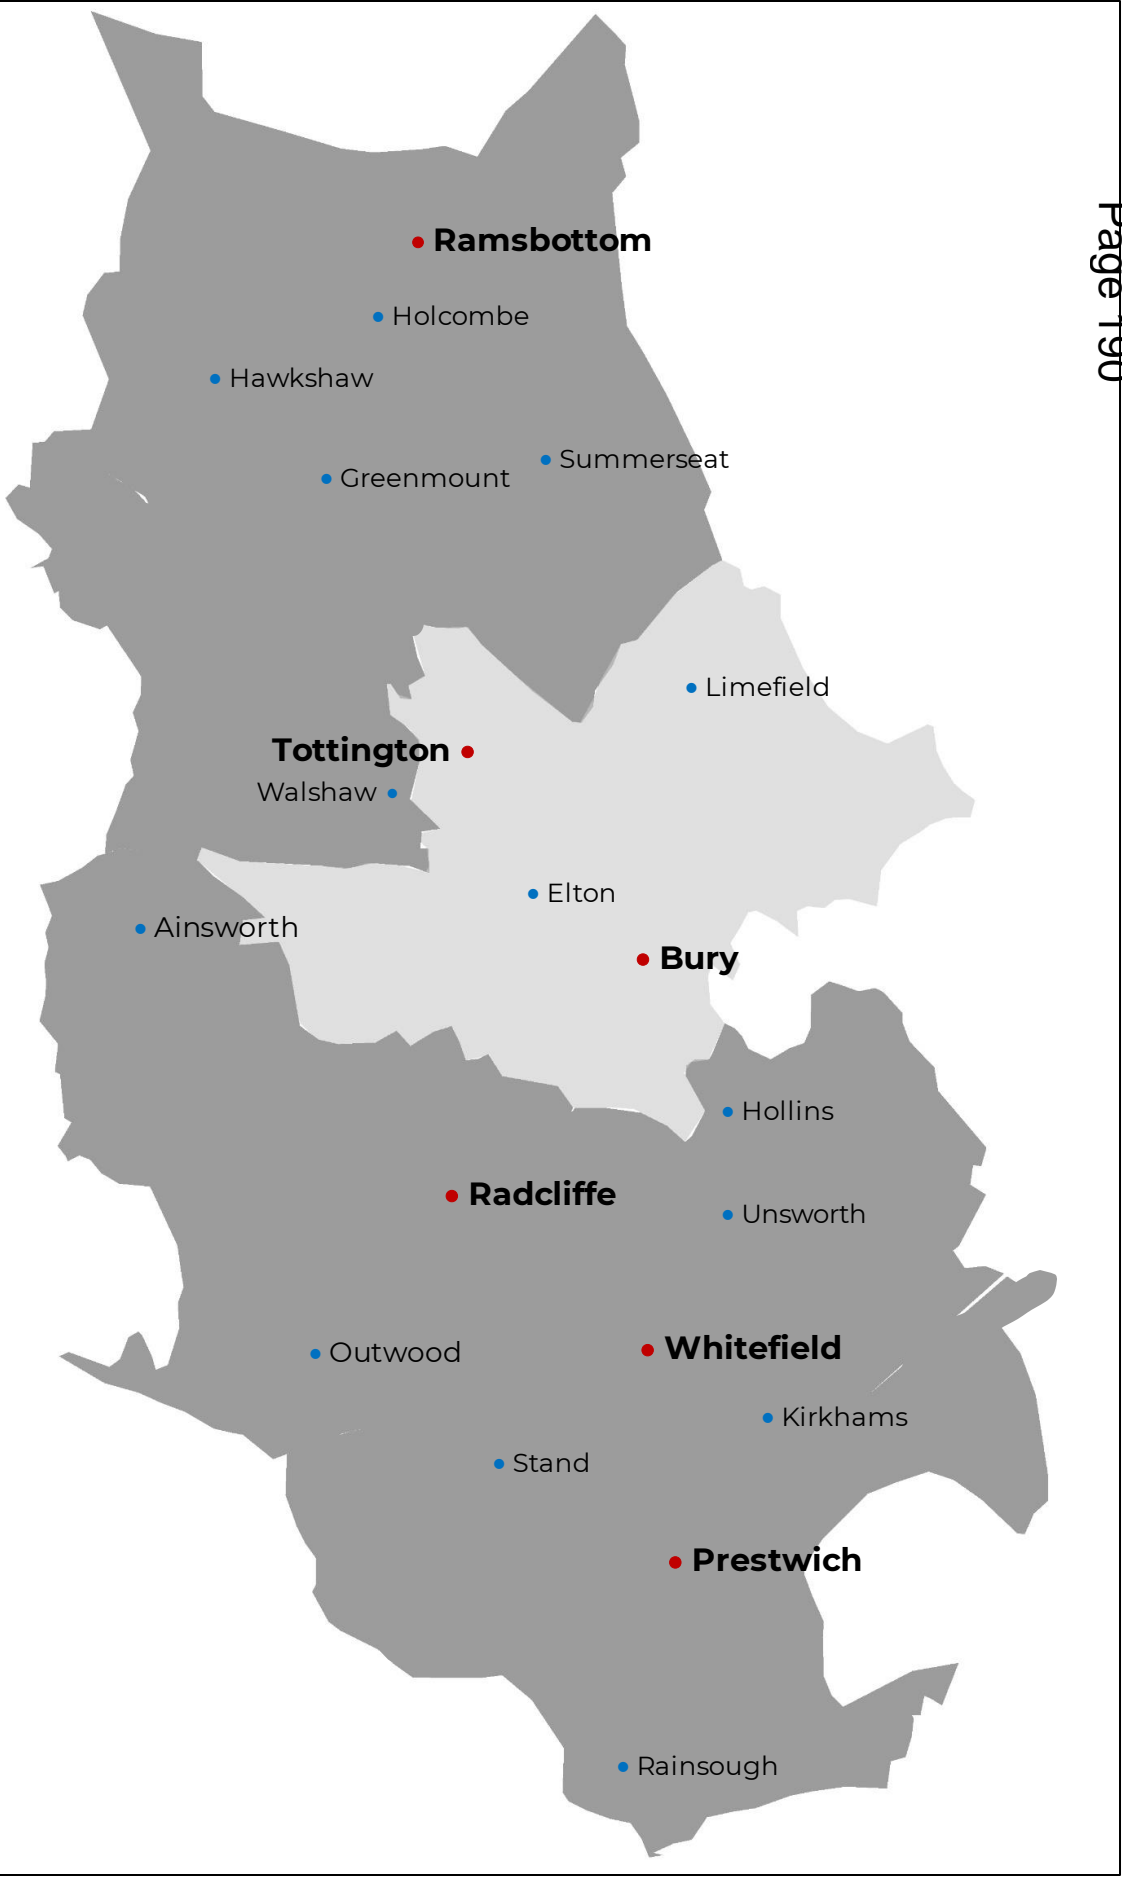 Ramsbottom
Holcombe
Hawkshaw
Summerseat
Greenmount
Limefield
Tottington
Walshaw
Elton
Ainsworth
Bury
Hollins
Radcliffe
Unsworth
Whitefield
Outwood
Kirkhams
Stand
Prestwich
Rainsough
Page 190